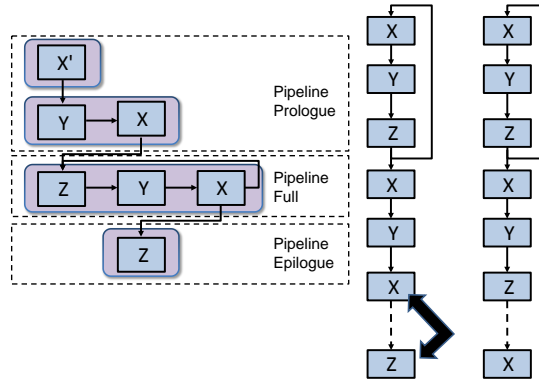 X'
Y X
Pipeline
Prologue
Z Y X
Pipeline
Full
Z
Pipeline
Epilogue
X
Y
Z
X
Y
X
Z
X
Y
Z
X
Y
Z
X